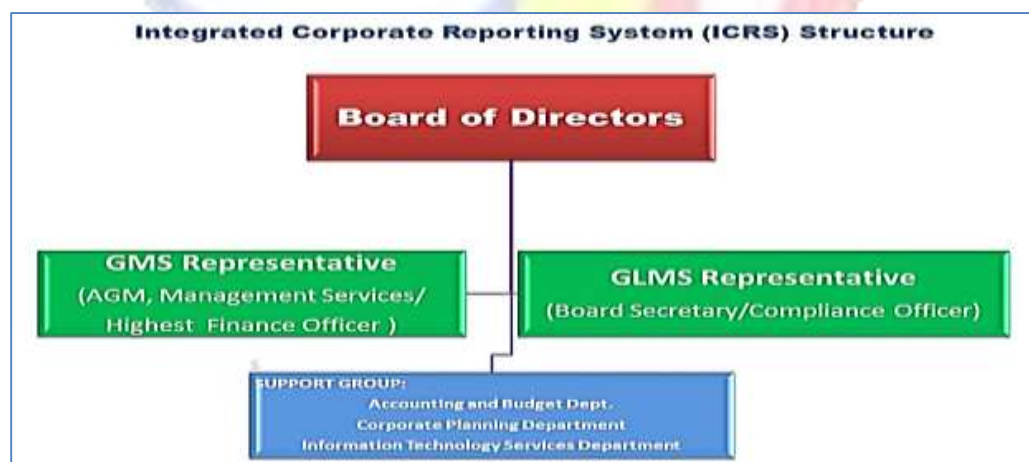 Integrated Corporate Reporting System (ICRS) Structure
Board of Directors
GMS Representative
(AGM, Management Services/
Highest Finance Officer )
GLMS Representative
(Board Secretary/Compliance Officer)
SUPPORT GROUP:
Accounting and Budget Dept.
Corporate Planning Department
Information Technology Services Department